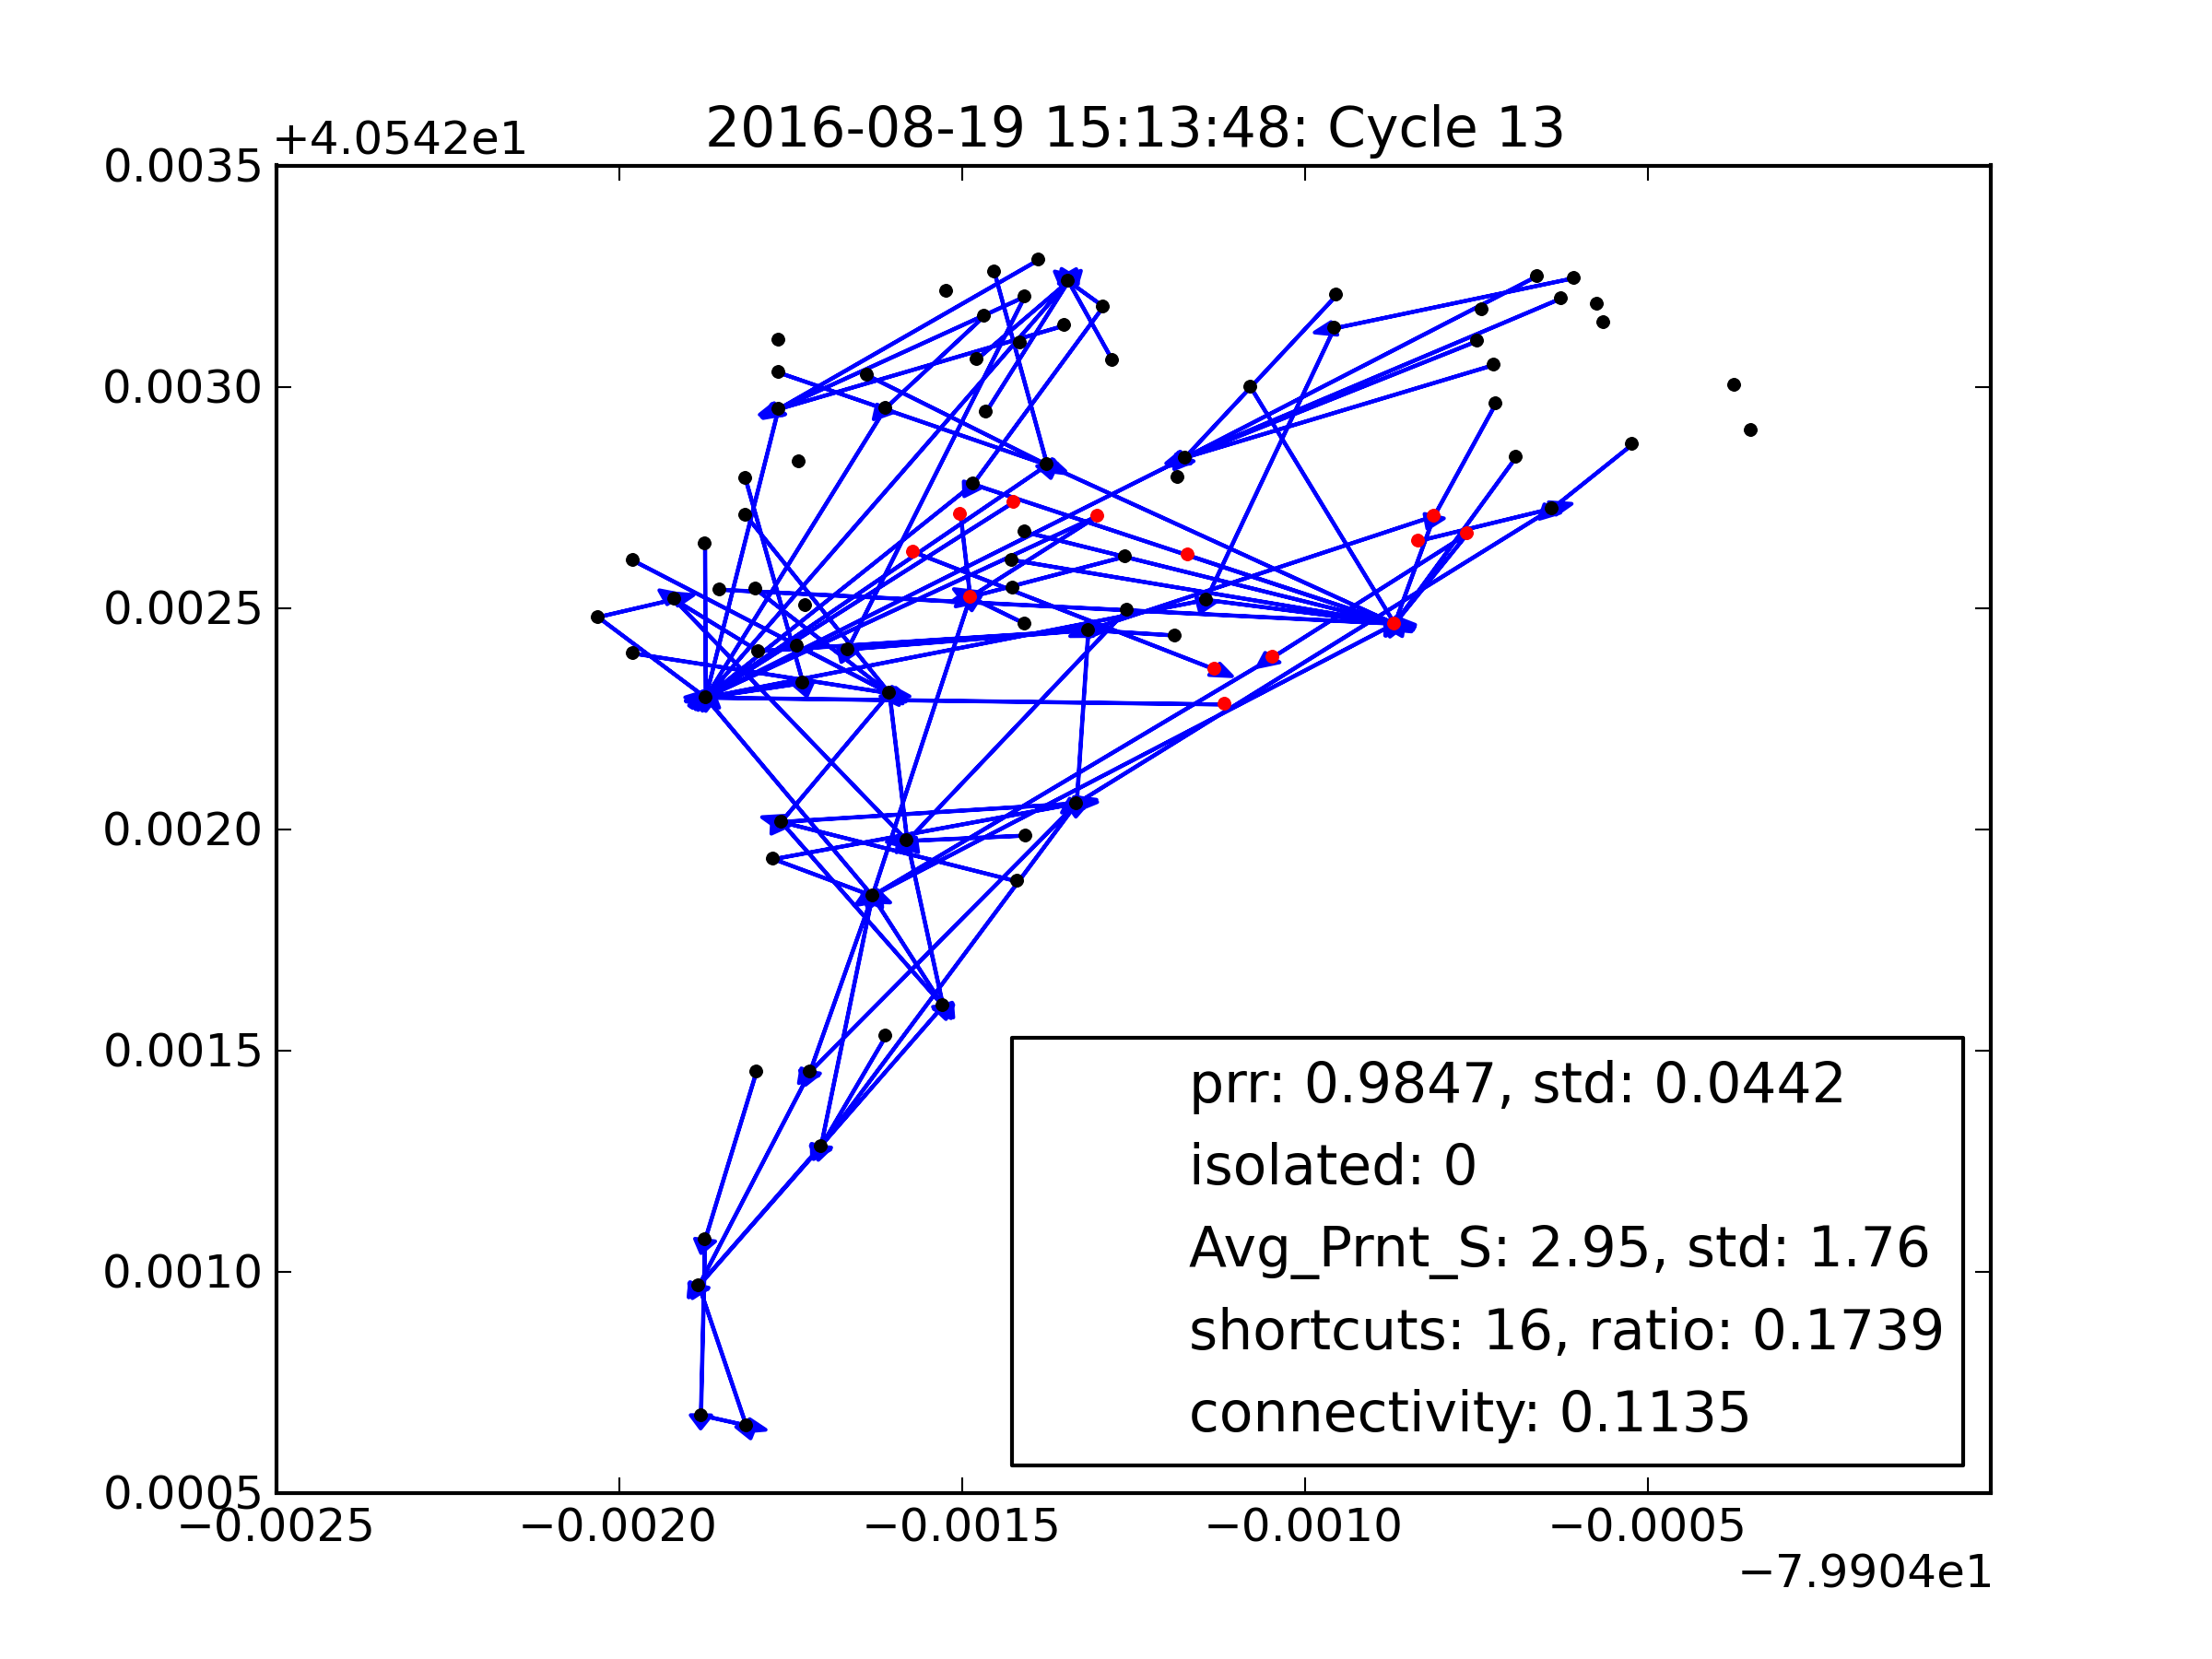 2016-08-19 15:13:48: Cycle 13
+4.0542e1
0.0035
0.0030
0.0025
0.0020
0.0015
0.0010
0.0005
prr: 0.9847, std: 0.0442
isolated: 0
Avg_Prnt_S: 2.95, std: 1.76
shortcuts: 16, ratio: 0.1739
connectivity: 0.1135
−0.0025 −0.0020 −0.0015 −0.0010 −0.0005
−7.9904e1